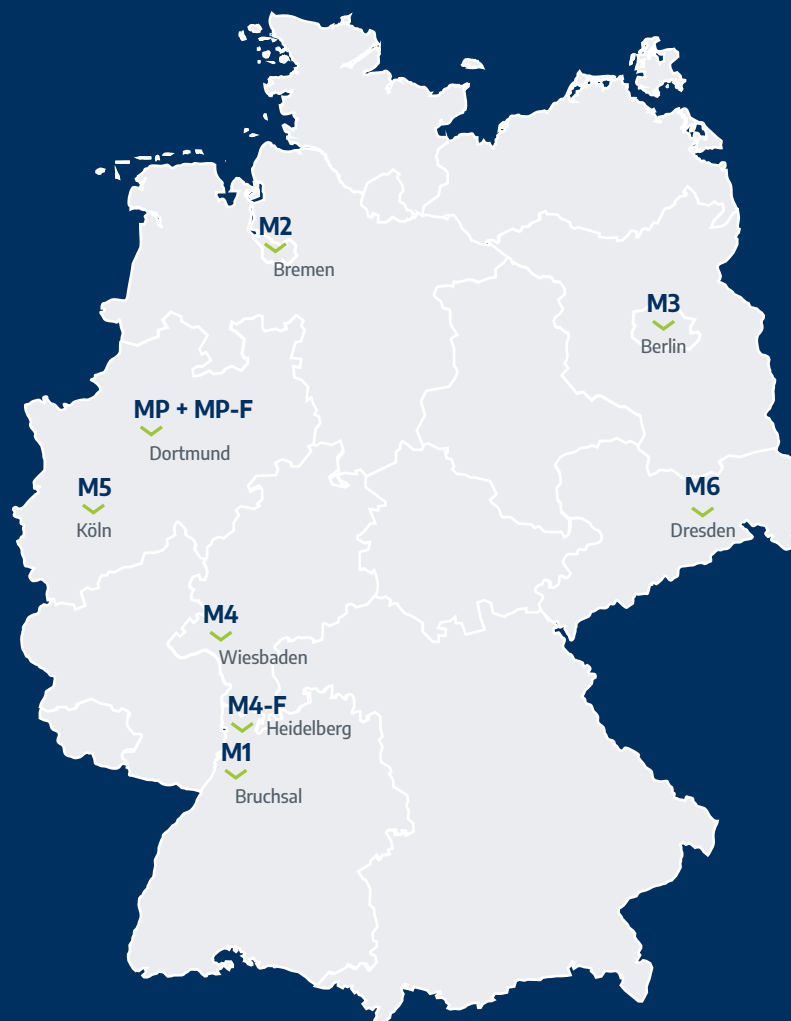 M2
Bremen
M3
Berlin
MP + MP-F
Dortmund
M5
Köln
M6
Dresden
M4
Wiesbaden
M4-F
Heidelberg
M1
Bruchsal